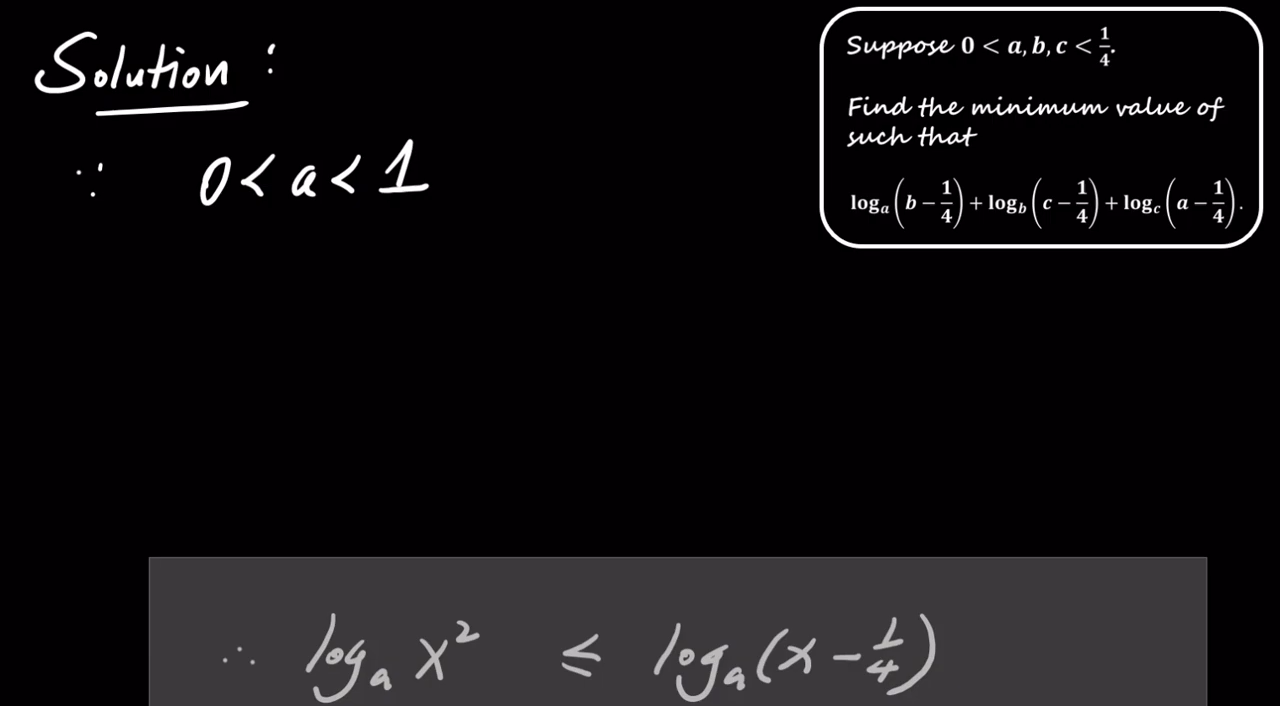 Solution :
∵ 0 < a < 1
Suppose 0 < a, b, c < 1/4.
Find the minimum value of
such that
log_a (b − 1/4) + log_b (c − 1/4) + log_c (a − 1/4).
∴ log_a x² ≤ log_a (x − 1/4)